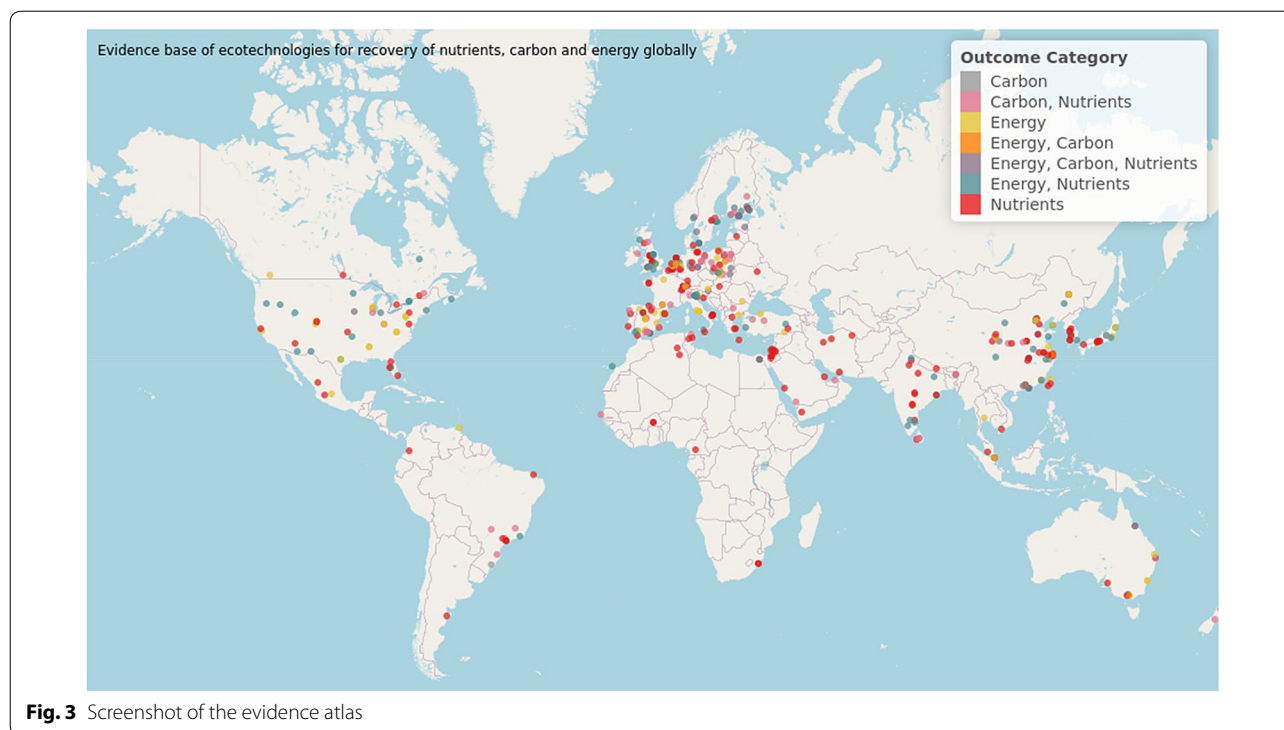 Evidence base of ecotechnologies for recovery of nutrients, carbon and energy globally
Outcome Category
Carbon
Carbon, Nutrients
Energy
Energy, Carbon
Energy, Carbon, Nutrients
Energy, Nutrients
Nutrients
Fig. 3 Screenshot of the evidence atlas